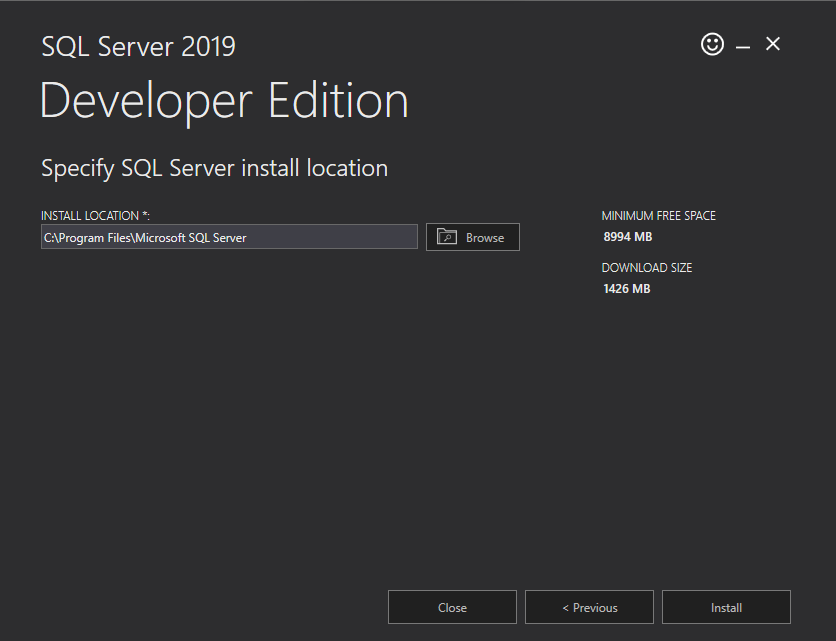 SQL Server 2019
Developer Edition
Specify SQL Server install location
INSTALL LOCATION *:
C:\Program Files\Microsoft SQL Server
Browse
MINIMUM FREE SPACE
8994 MB
DOWNLOAD SIZE
1426 MB
Close
< Previous
Install